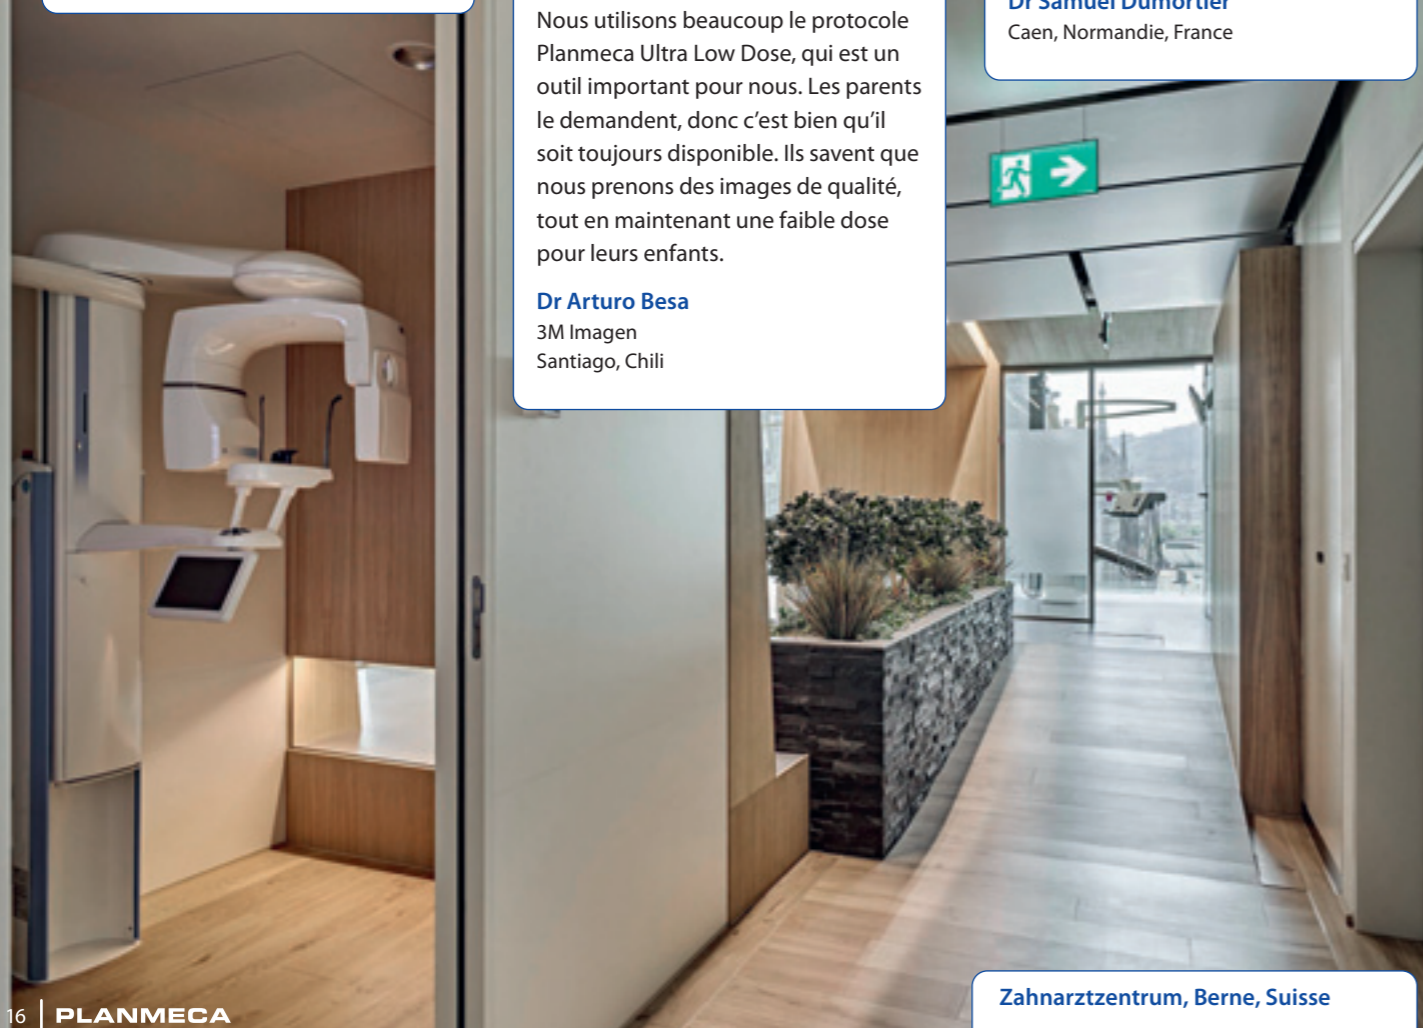 Nous utilisons beaucoup le protocole
Planmeca Ultra Low Dose, qui est un
outil important pour nous. Les parents
le demandent, donc c’est bien qu’il
soit toujours disponible. Ils savent que
nous prenons des images de qualité,
tout en maintenant une faible dose
pour leurs enfants.
Dr Arturo Besa
3M Imagen
Santiago, Chili
Dr Samuel Dumortier
Caen, Normandie, France
Zahnarztzentrum, Berne, Suisse
16 | PLANMECA